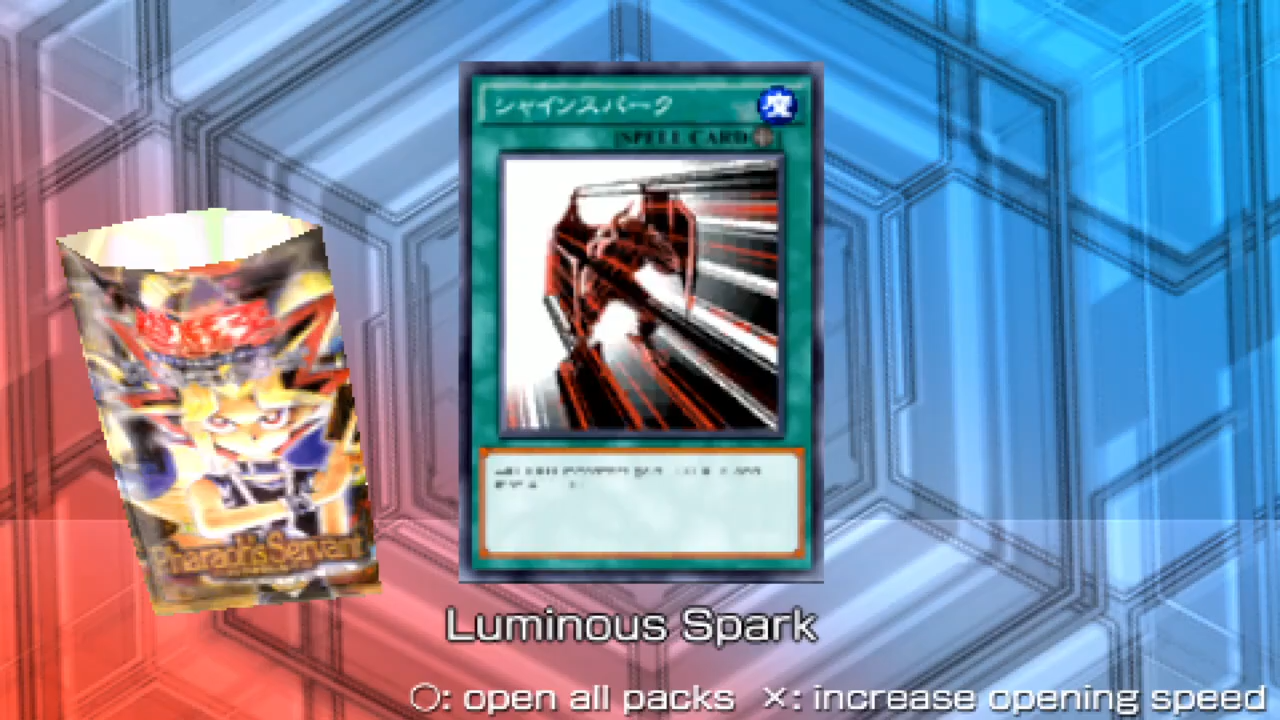 シャインスパーク
[SPELL CARD
Pharaoh's Servant
Luminous Spark
○: open all packs ×: increase opening speed